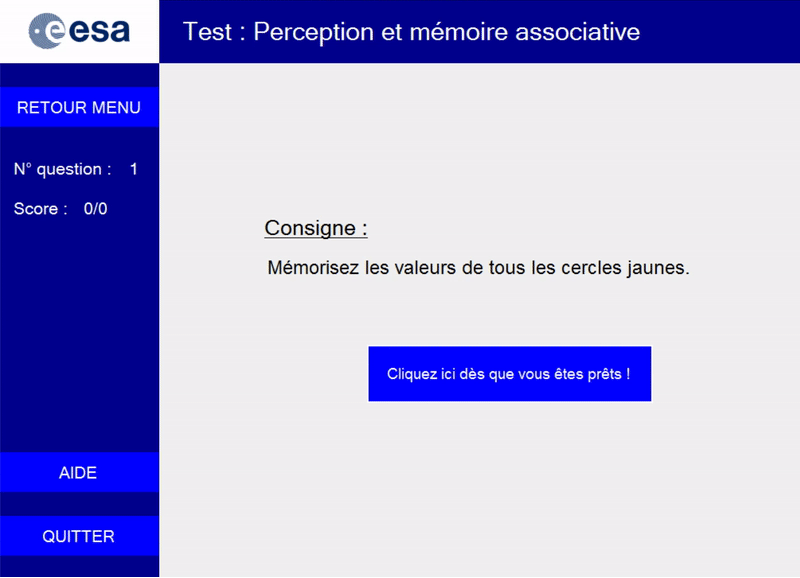 eesa
Test : Perception et mémoire associative
RETOUR MENU
N° question : 1
Score : 0/0
Consigne :
Mémorisez les valeurs de tous les cercles jaunes.
Cliquez ici dès que vous êtes prêts !
AIDE
QUITTER